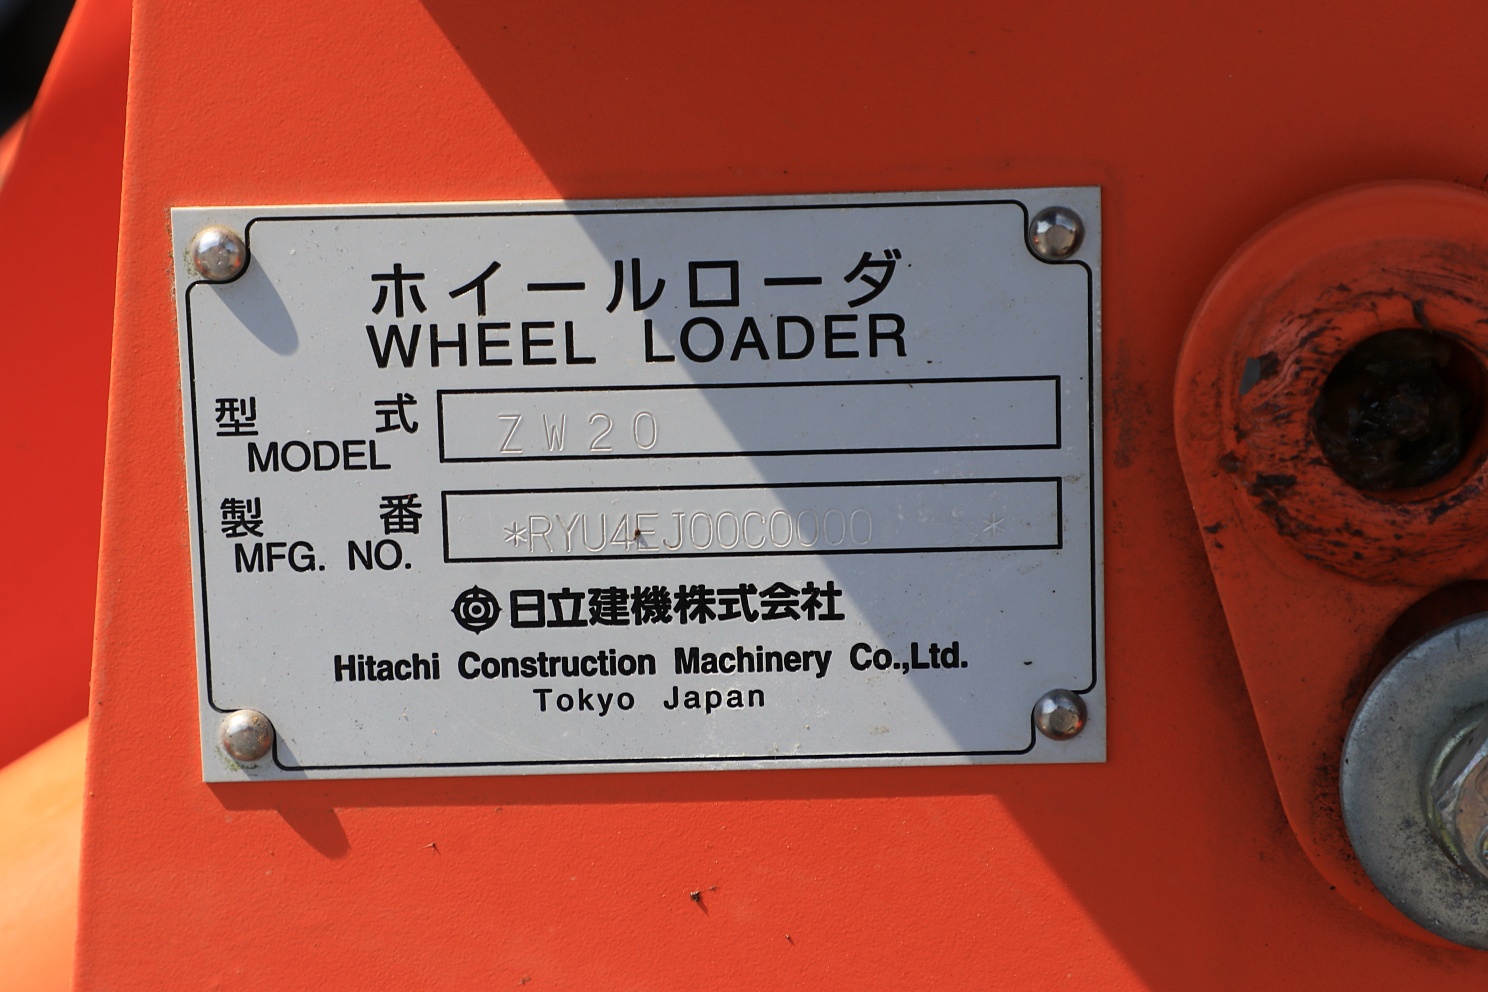 ホイールローダ
WHEEL LOADER
型式 ZW20
MODEL
製番 *RYU4EJ00C0000 *
MFG. NO.
日立建機株式会社
Hitachi Construction Machinery Co.,Ltd.
Tokyo Japan